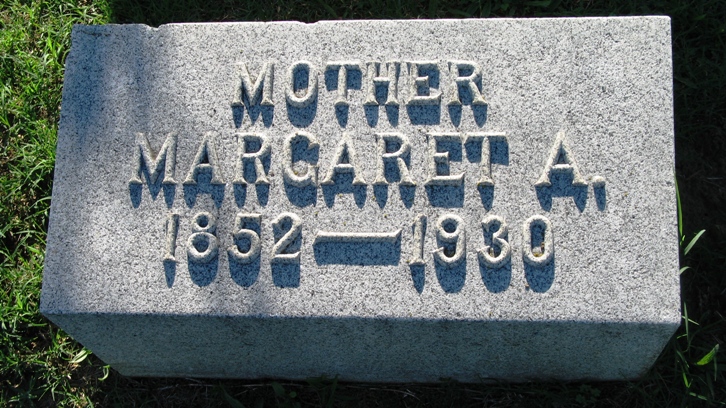 MOTHER
MARGARET A.
1852—1930